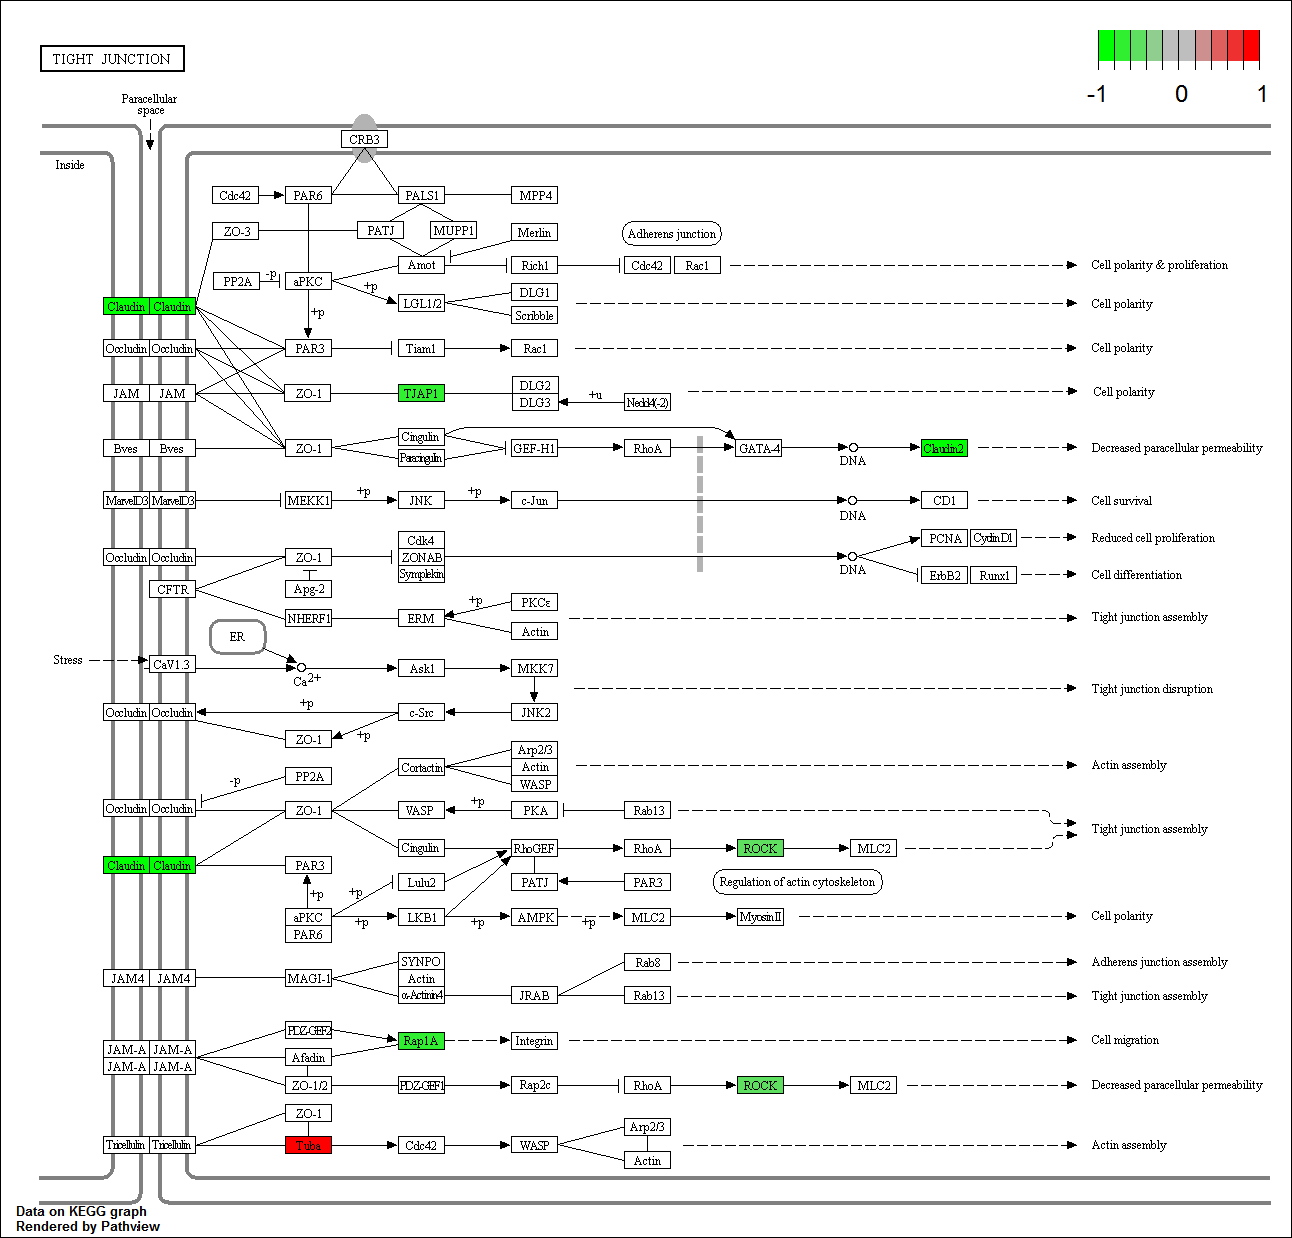 TIGHT JUNCTION
-1 0 1
Paracellular
space
Inside
CRB3
Cdc42 PAR6 PALS1 MPP4
ZO-3 PATJ MUPP1 Merlin Adherens junction
PP2A -p aPKC Amot Rich1 Cdc42 Rac1 Cell polarity & proliferation
+p
DLG1
Claudin Claudin LGL1/2 Cell polarity
+p Scribble
Occludin Occludin PAR3 Tiam1 Rac1 Cell polarity
DLG2
JAM JAM ZO-1 TJAP1 +u Cell polarity
DLG3 Nedd4(-2)
Cingulin
Bves Bves ZO-1 GEF-H1 RhoA GATA-4 Claudin2 Decreased paracellular permeability
Paracingulin DNA
MarvelD3 MarvelD3 MEKK1 +p JNK +p c-Jun CD1 Cell survival
DNA
Cdk4 PCNA CyclinD1 Reduced cell proliferation
Occludin Occludin ZO-1 ZONAB
DNA
Symplekin ErbB2 Runx1 Cell differentiation
CFTR Apg-2
+p PKCε
NHERF1 ERM Tight junction assembly
Actin
ER
Stress CaV1.3 Ca2+ Ask1 MKK7
Tight junction disruption
Occludin Occludin +p c-Src JNK2
ZO-1 +p
Arp2/3
Cortactin Actin Actin assembly
-p PP2A WASP
Occludin Occludin ZO-1 VASP +p PKA Rab13
Tight junction assembly
Cingulin RhoGEF RhoA ROCK MLC2
Claudin Claudin PAR3
+p +p Lulu2 PATJ PAR3 Regulation of actin cytoskeleton
aPKC +p LKB1 +p AMPK +p MLC2 MyosinII Cell polarity
PAR6
SYNPO Rab8 Adherens junction assembly
JAM4 JAM4 MAGI-1 Actin
α-Actinin4 JRAB Rab13 Tight junction assembly
PDZ-GEF2
Rap1A Integrin Cell migration
JAM-A JAM-A Afadin
JAM-A JAM-A
ZO-1/2 PDZ-GEF1 Rap2c RhoA ROCK MLC2 Decreased paracellular permeability
ZO-1
Arp2/3
Tricellulin Tricellulin Tuba Cdc42 WASP Actin assembly
Actin
Data on KEGG graph
Rendered by Pathview